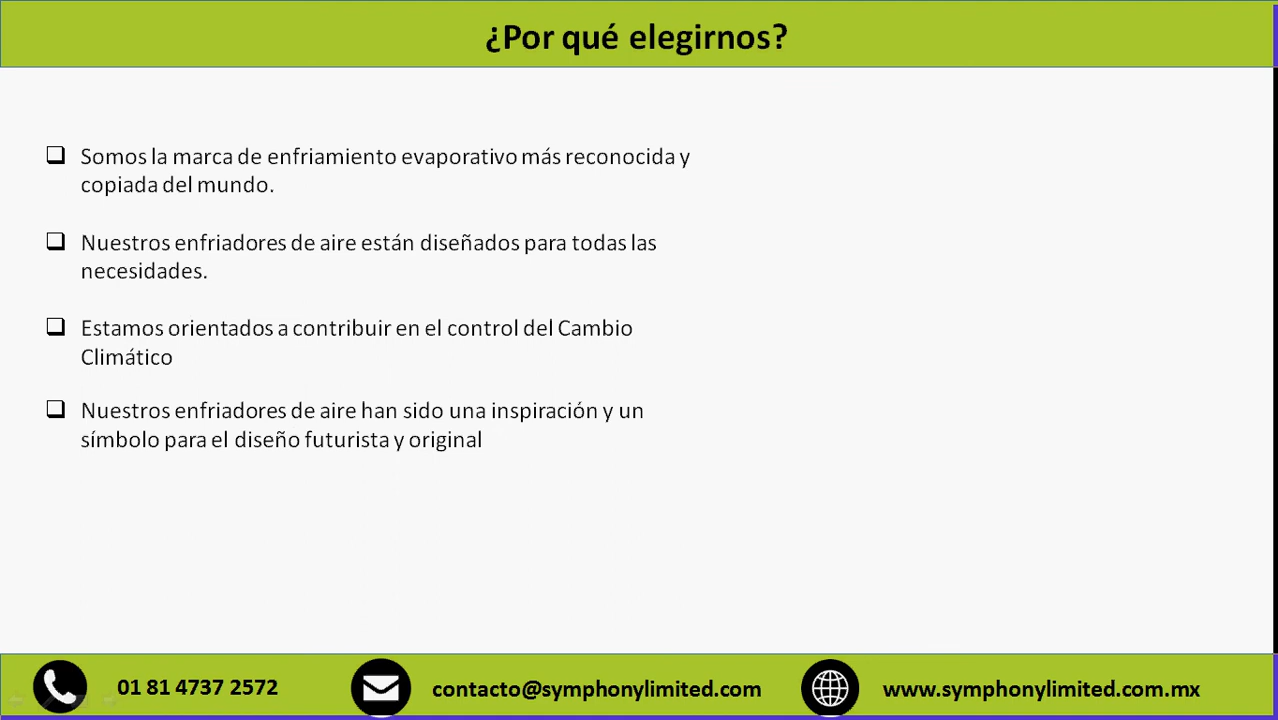 ¿Por qué elegirnos?
Somos la marca de enfriamiento evaporativo más reconocida y
copiada del mundo.
Nuestros enfriadores de aire están diseñados para todas las
necesidades.
Estamos orientados a contribuir en el control del Cambio
Climático
Nuestros enfriadores de aire han sido una inspiración y un
símbolo para el diseño futurista y original
01 81 4737 2572
contacto@symphonylimited.com
www.symphonylimited.com.mx